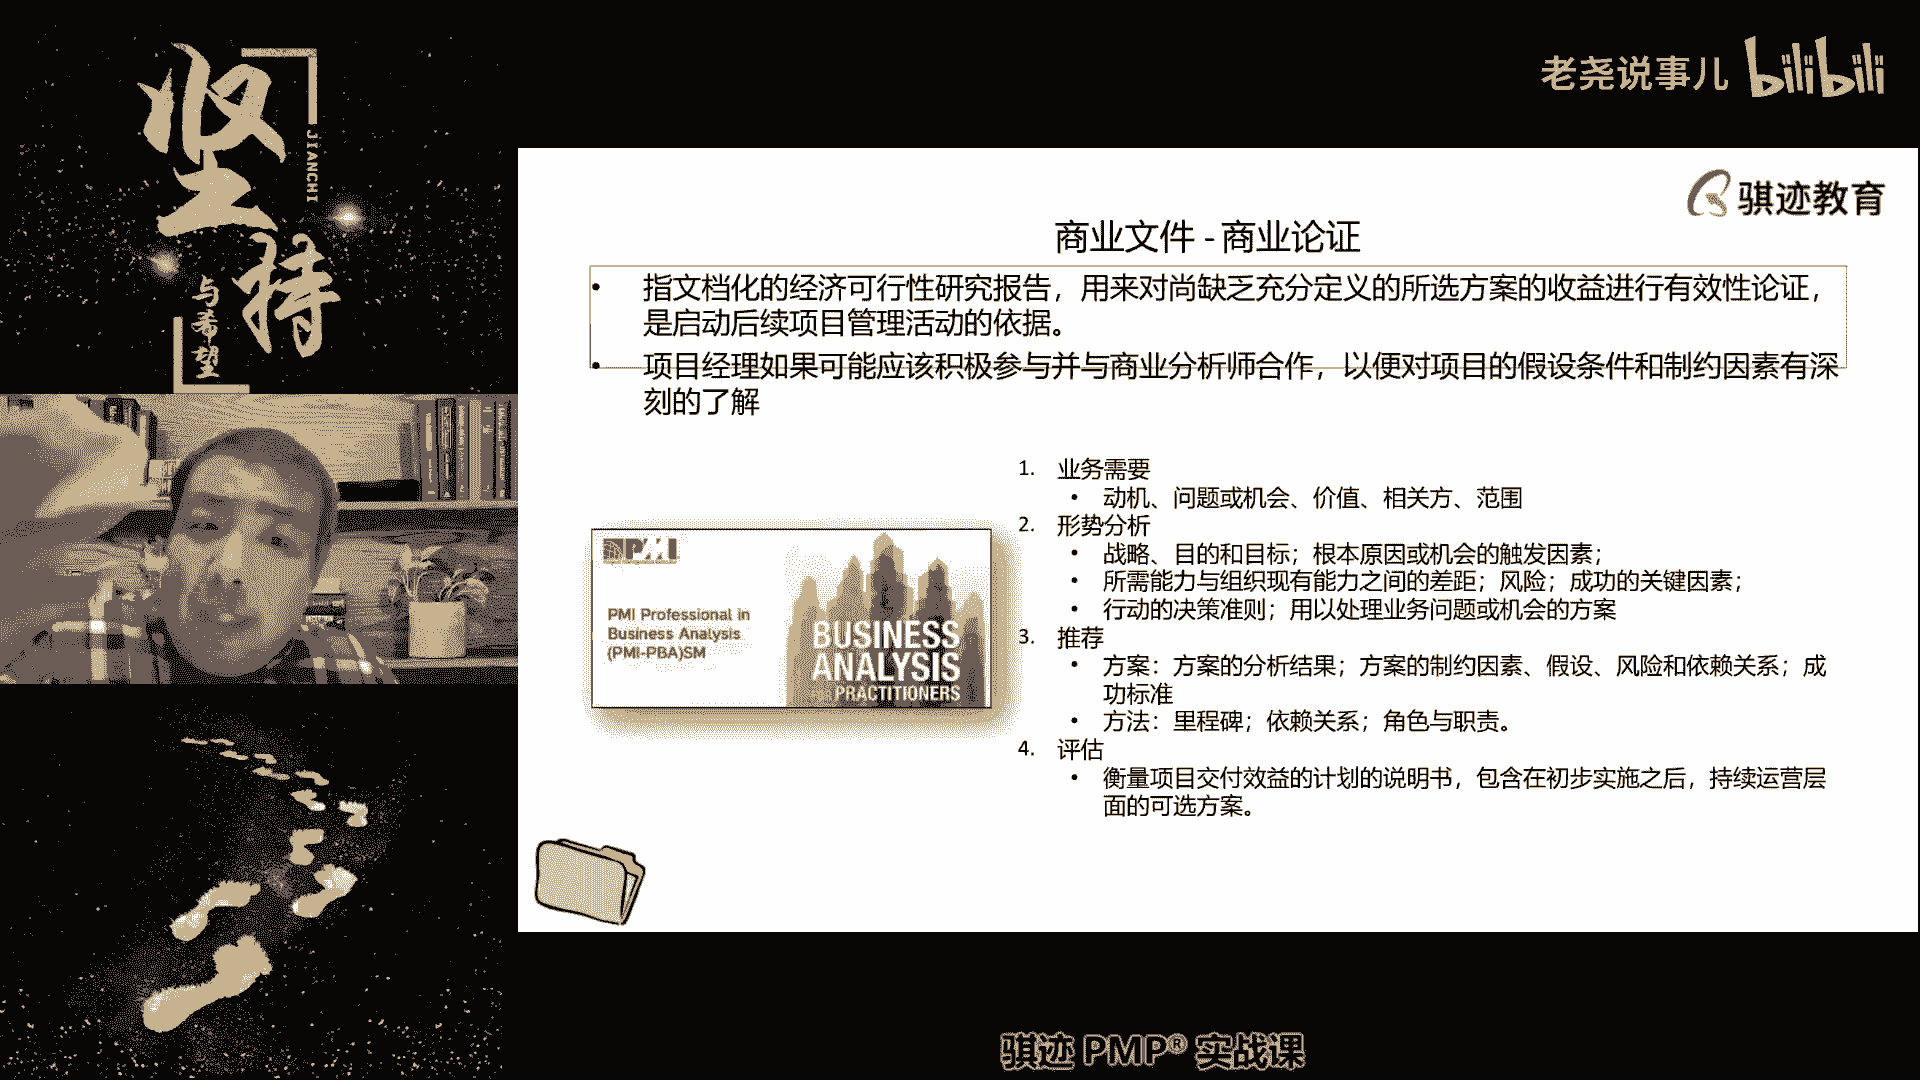 坚持
JIANCHI
与希望
老尧说事儿 bilibili
骐迹教育
商业文件 - 商业论证
• 指文档化的经济可行性研究报告，用来对尚缺乏充分定义的所选方案的收益进行有效性论证，
是启动后续项目管理活动的依据。
• 项目经理如果可能应该积极参与并与商业分析师合作，以便对项目的假设条件和制约因素有深
刻的了解
PMI
PMI Professional in
Business Analysis
(PMI-PBA)SM
BUSINESS
ANALYSIS
PRACTITIONERS
1. 业务需要
• 动机、问题或机会、价值、相关方、范围
2. 形势分析
• 战略、目的和目标；根本原因或机会的触发因素；
• 所需能力与组织现有能力之间的差距；风险；成功的关键因素；
• 行动的决策准则；用以处理业务问题或机会的方案
3. 推荐
• 方案：方案的分析结果；方案的制约因素、假设、风险和依赖关系；成
功标准
• 方法：里程碑；依赖关系；角色与职责。
4. 评估
• 衡量项目交付效益的计划的说明书，包含在初步实施之后，持续运营层
面的可选方案。
骐迹 PMP® 实战课